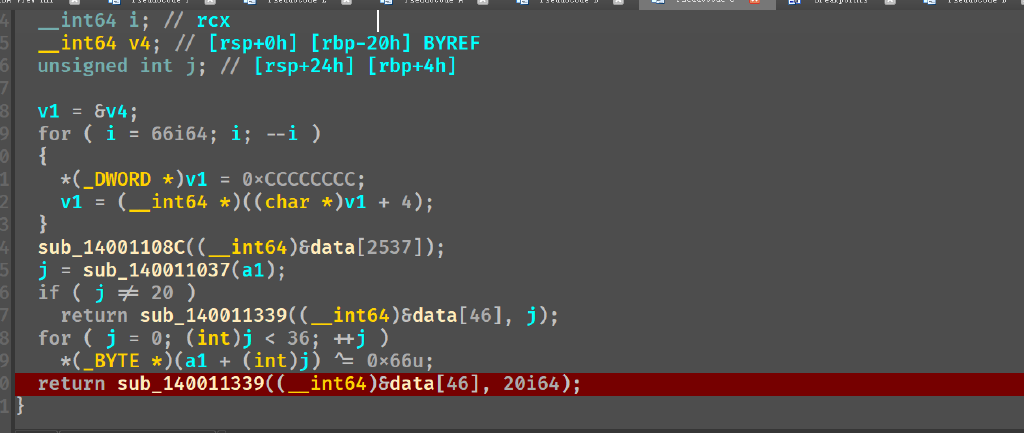 Pseudocode
Breakpoints
4 __int64 i; // rcx
5 __int64 v4; // [rsp+0h] [rbp-20h] BYREF
6 unsigned int j; // [rsp+24h] [rbp+4h]
7
8 v1 = &v4;
9 for ( i = 66i64; i; --i )
0 {
1 *(_DWORD *)v1 = 0xCCCCCCCC;
2 v1 = (__int64 *)((char *)v1 + 4);
3 }
4 sub_14001108C((__int64)&data[2537]);
5 j = sub_140011037(a1);
6 if ( j != 20 )
7 return sub_140011339((__int64)&data[46], j);
8 for ( j = 0; (int)j < 36; ++j )
9 *(_BYTE *)(a1 + (int)j) ^= 0x66u;
0 return sub_140011339((__int64)&data[46], 20i64);
1 }